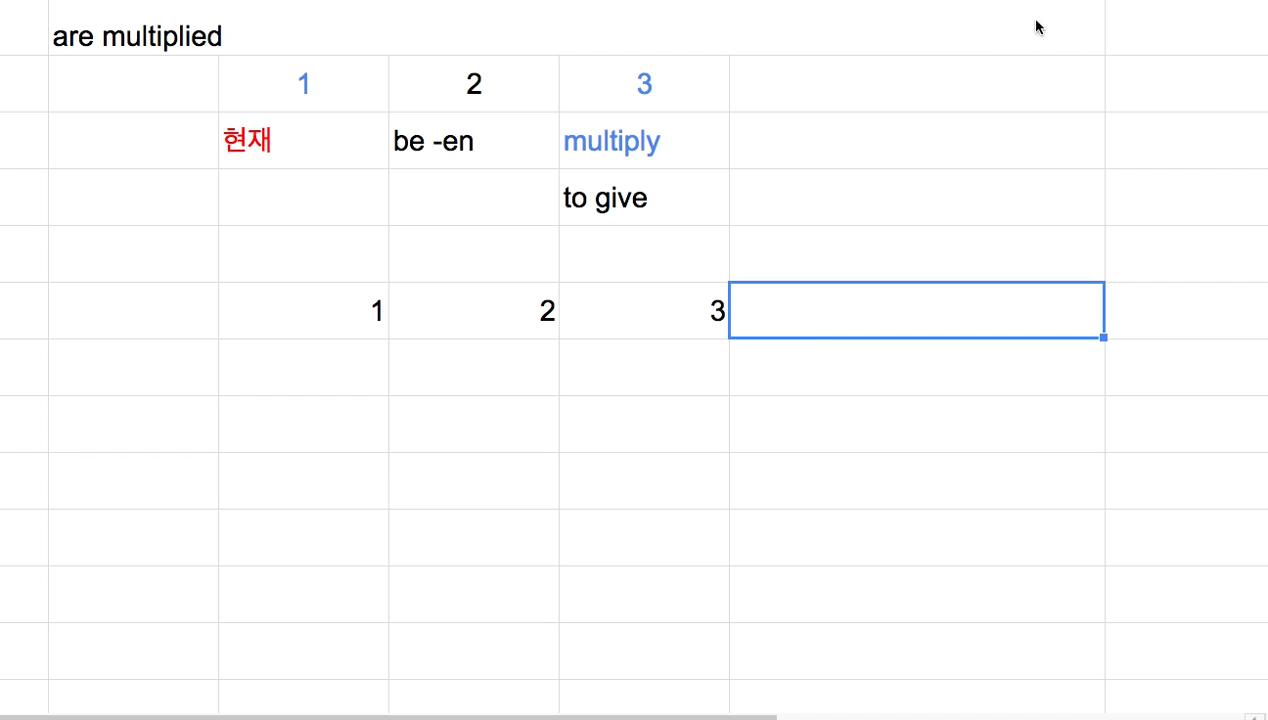 are multiplied
1 2 3
현재 be -en multiply
to give
1 2 3